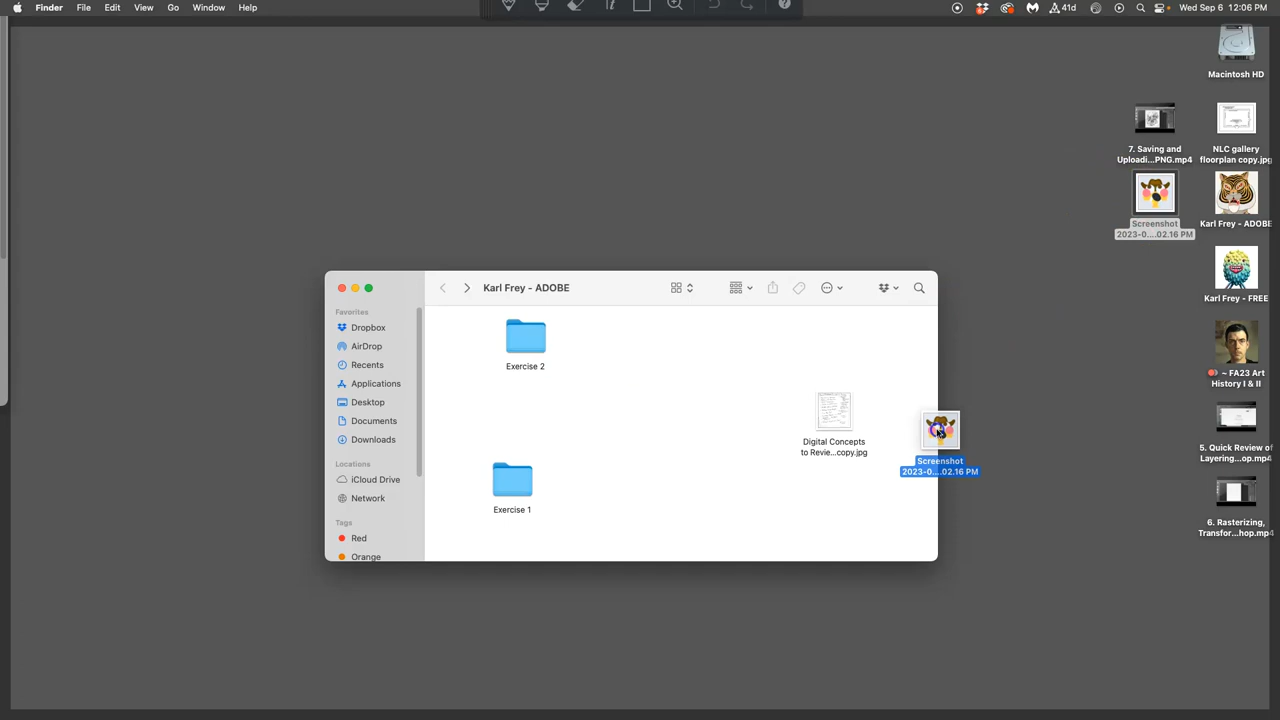 Finder File Edit View Go Window Help
41d Wed Sep 6 12:06 PM
Macintosh HD
7. Saving and
Uploadi...PNG.mp4
NLC gallery
floorplan copy.jpg
Screenshot
2023-0....02.16 PM
Karl Frey - ADOBE
Karl Frey - FREE
~ FA23 Art
History I & II
5. Quick Review of
Layering...op.mp4
6. Rasterizing,
Transfor...hop.mp4
Karl Frey - ADOBE
Favorites
Dropbox
AirDrop
Recents
Applications
Desktop
Documents
Downloads
Locations
iCloud Drive
Network
Tags
Red
Orange
Exercise 2
Digital Concepts
to Revie...copy.jpg
Exercise 1
Screenshot
2023-0....02.16 PM